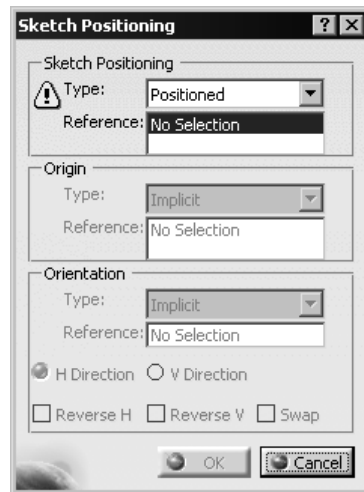 Sketch Positioning
Sketch Positioning
Type: Positioned
Reference: No Selection
Origin
Type: Implicit
Reference: No Selection
Orientation
Type: Implicit
Reference: No Selection
H Direction V Direction
Reverse H Reverse V Swap
OK Cancel